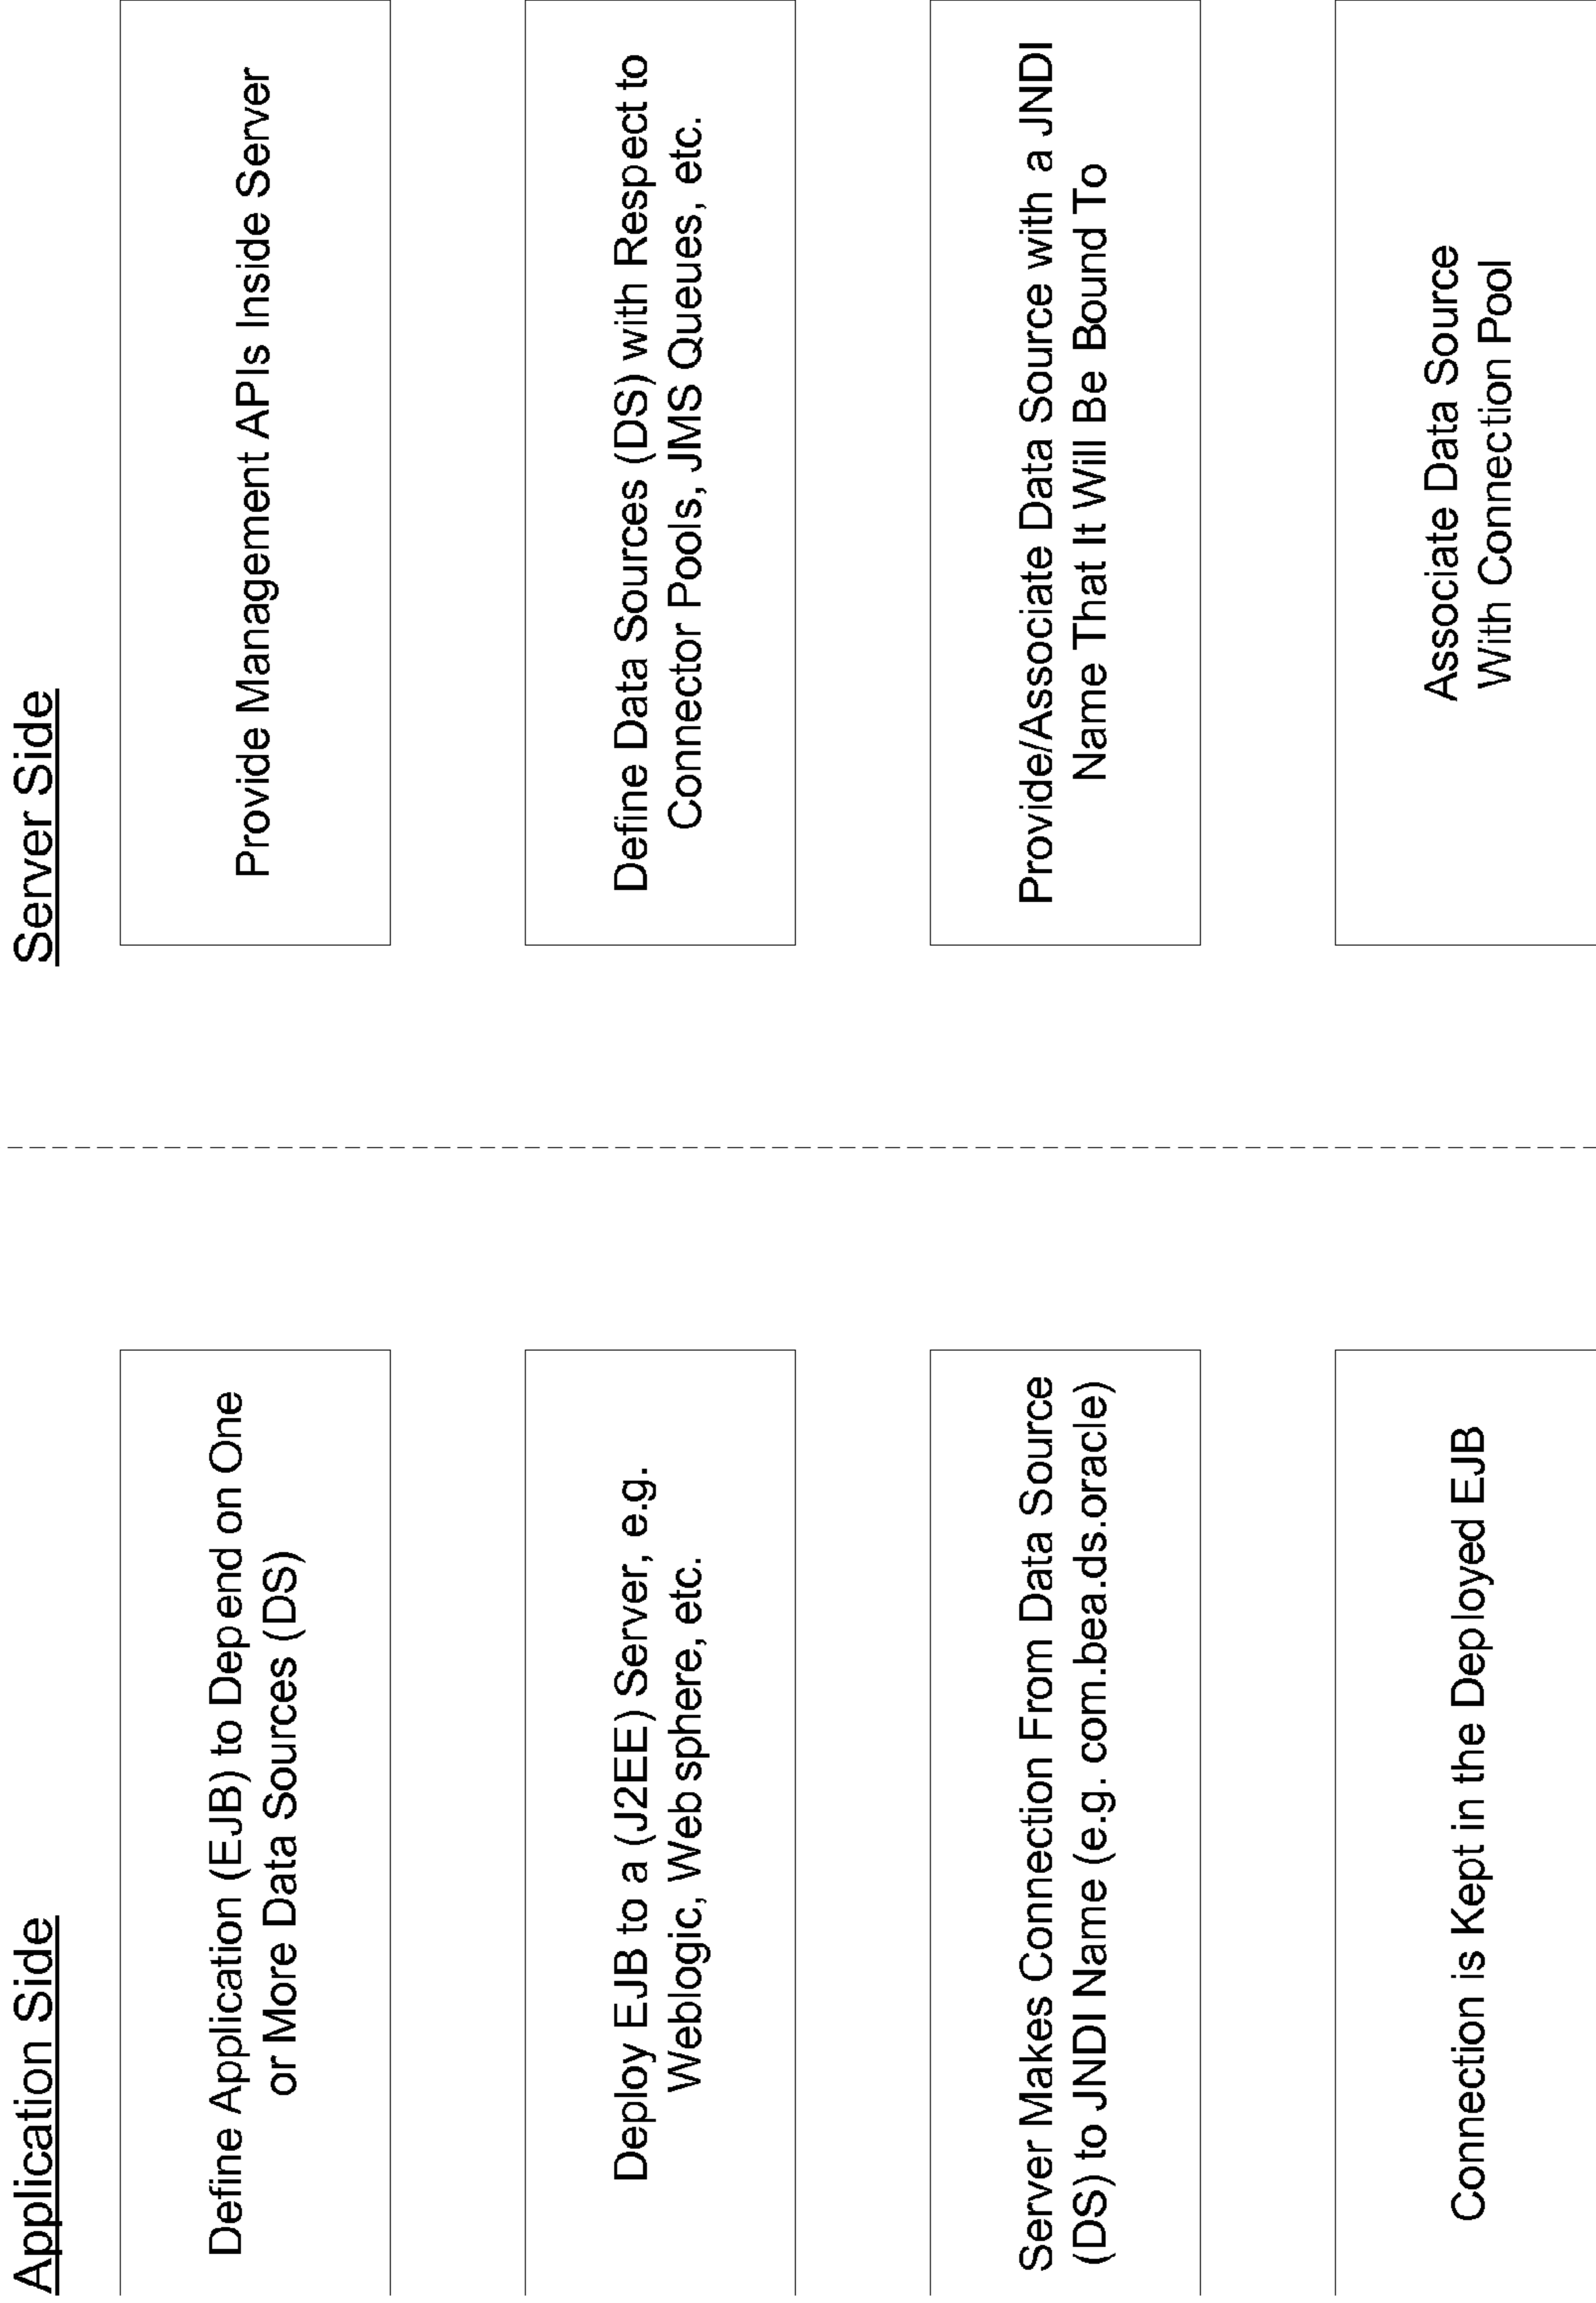 Application Side
Define Application (EJB) to Depend on One
or More Data Sources (DS)
Deploy EJB to a (J2EE) Server, e.g.
Weblogic, Web sphere, etc.
Server Makes Connection From Data Source
(DS) to JNDI Name (e.g. com.bea.ds.oracle)
Connection is Kept in the Deployed EJB
Server Side
Provide Management APIs Inside Server
Define Data Sources (DS) with Respect to
Connector Pools, JMS Queues, etc.
Provide/Associate Data Source with a JNDI
Name That It Will Be Bound To
Associate Data Source
With Connection Pool